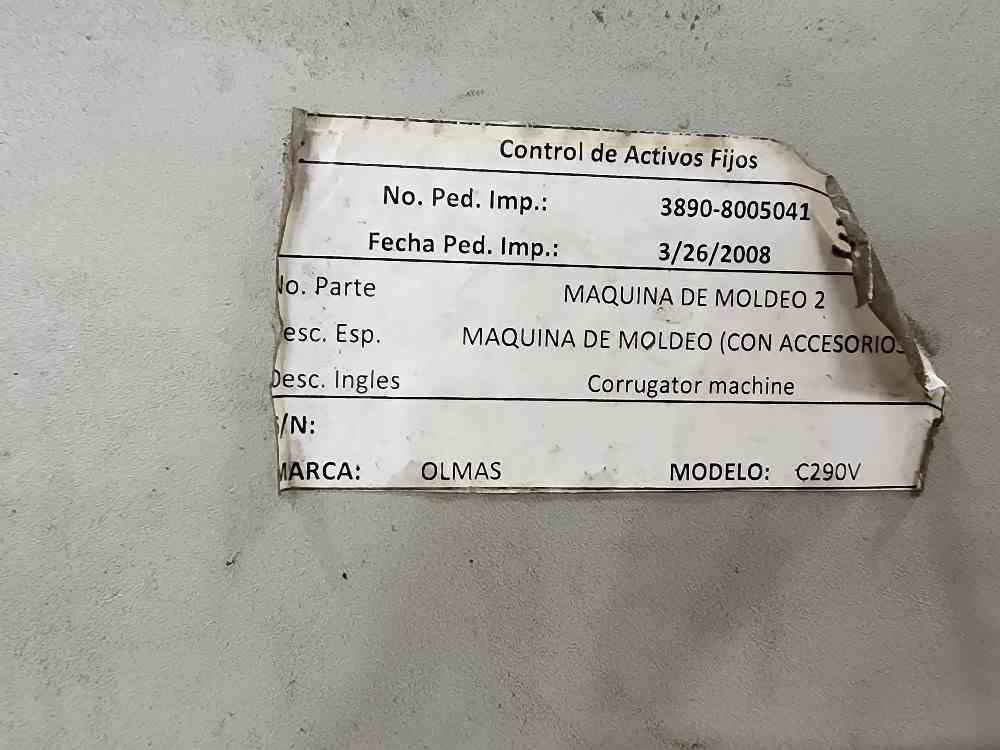 Control de Activos Fijos
No. Ped. Imp.: 3890-8005041
Fecha Ped. Imp.: 3/26/2008
No. Parte MAQUINA DE MOLDEO 2
esc. Esp. MAQUINA DE MOLDEO (CON ACCESORIOS
Desc. Ingles Corrugator machine
/N:
MARCA: OLMAS MODELO: C290V